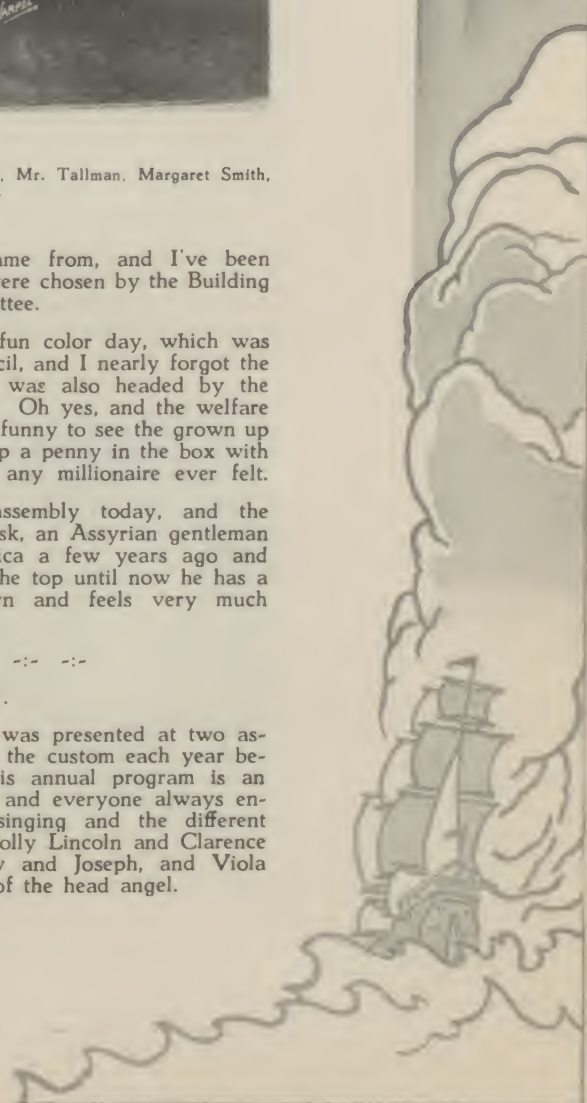 HARPEL
. Mr. Tallman, Margaret Smith,
ame from, and I've been
ere chosen by the Building
ttee.
fun color day, which was
cil, and I nearly forgot the
was also headed by the
Oh yes, and the welfare
funny to see the grown up
p a penny in the box with
any millionaire ever felt.
ssembly today, and the
sk, an Assyrian gentleman
ica a few years ago and
he top until now he has a
n and feels very much
-:- -:-
.
was presented at two as-
the custom each year be-
is annual program is an
and everyone always en-
singing and the different
olly Lincoln and Clarence
y and Joseph, and Viola
of the head angel.